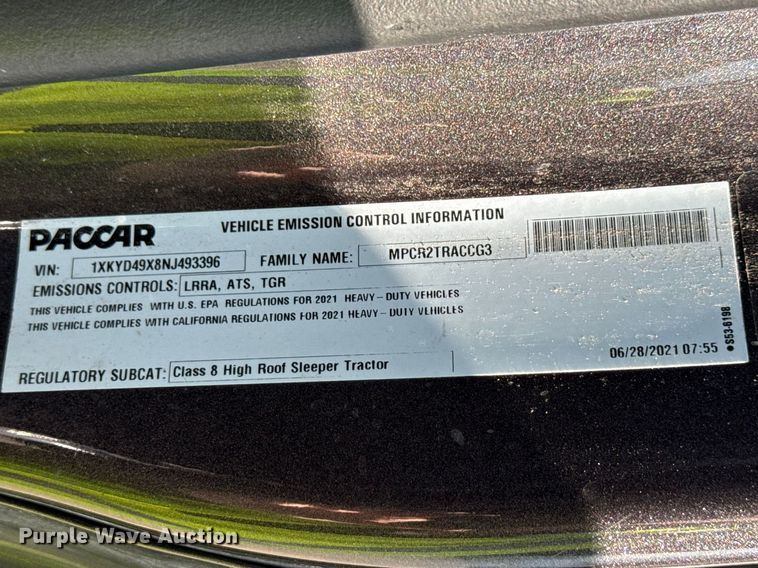 PACCAR
VEHICLE EMISSION CONTROL INFORMATION
VIN: 1XKYD49X8NJ493396 FAMILY NAME: MPCR2TRACCG3
EMISSIONS CONTROLS: LRRA, ATS, TGR
THIS VEHICLE COMPLIES WITH U.S. EPA REGULATIONS FOR 2021 HEAVY-DUTY VEHICLES
THIS VEHICLE COMPLIES WITH CALIFORNIA REGULATIONS FOR 2021 HEAVY-DUTY VEHICLES
REGULATORY SUBCAT: Class 8 High Roof Sleeper Tractor
06/28/2021 07:55
●S53-6198
Purple Wave Auction